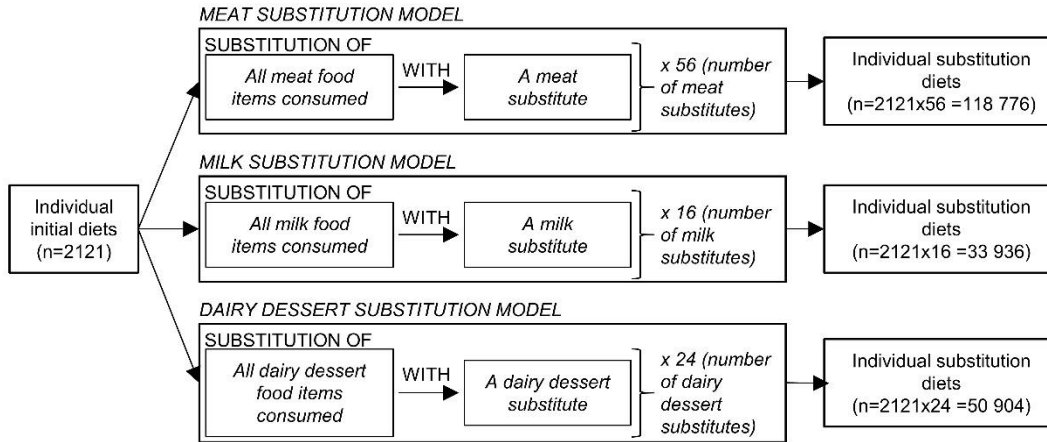 MEAT SUBSTITUTION MODEL
SUBSTITUTION OF
All meat food
items consumed
WITH
A meat
substitute
x 56 (number
of meat
substitutes)
Individual substitution
diets
(n=2121x56 =118 776)
Individual
initial diets
(n=2121)
MILK SUBSTITUTION MODEL
SUBSTITUTION OF
All milk food
items consumed
WITH
A milk
substitute
x 16 (number
of milk
substitutes)
Individual substitution
diets
(n=2121x16 =33 936)
DAIRY DESSERT SUBSTITUTION MODEL
SUBSTITUTION OF
All dairy dessert
food items
consumed
WITH
A dairy dessert
substitute
x 24 (number
of dairy
dessert
substitutes)
Individual substitution
diets
(n=2121x24 =50 904)